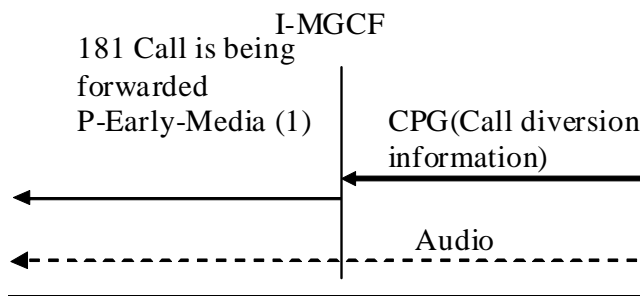 I-MGCF
181 Call is being
forwarded
P-Early-Media (1)
CPG(Call diversion
information)
Audio